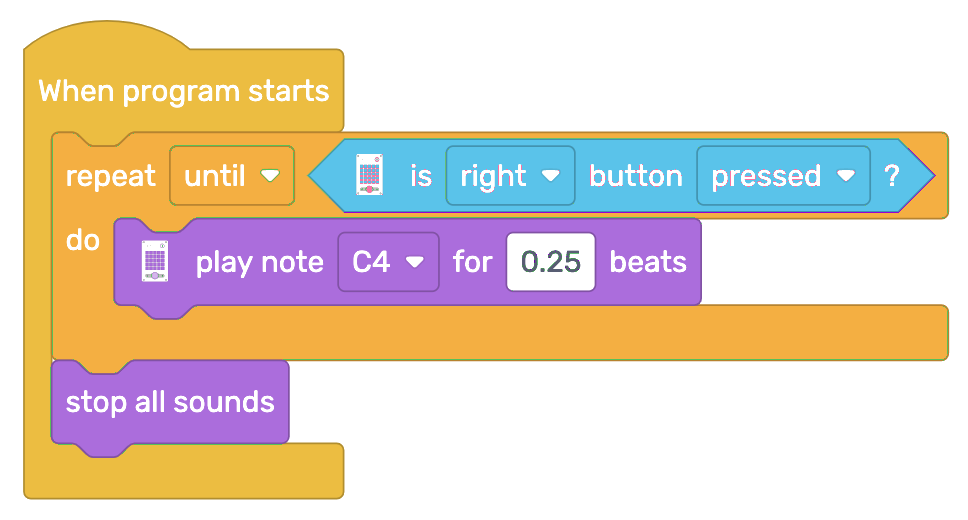 When program starts
repeat until is right button pressed ?
do play note C4 for 0.25 beats
stop all sounds